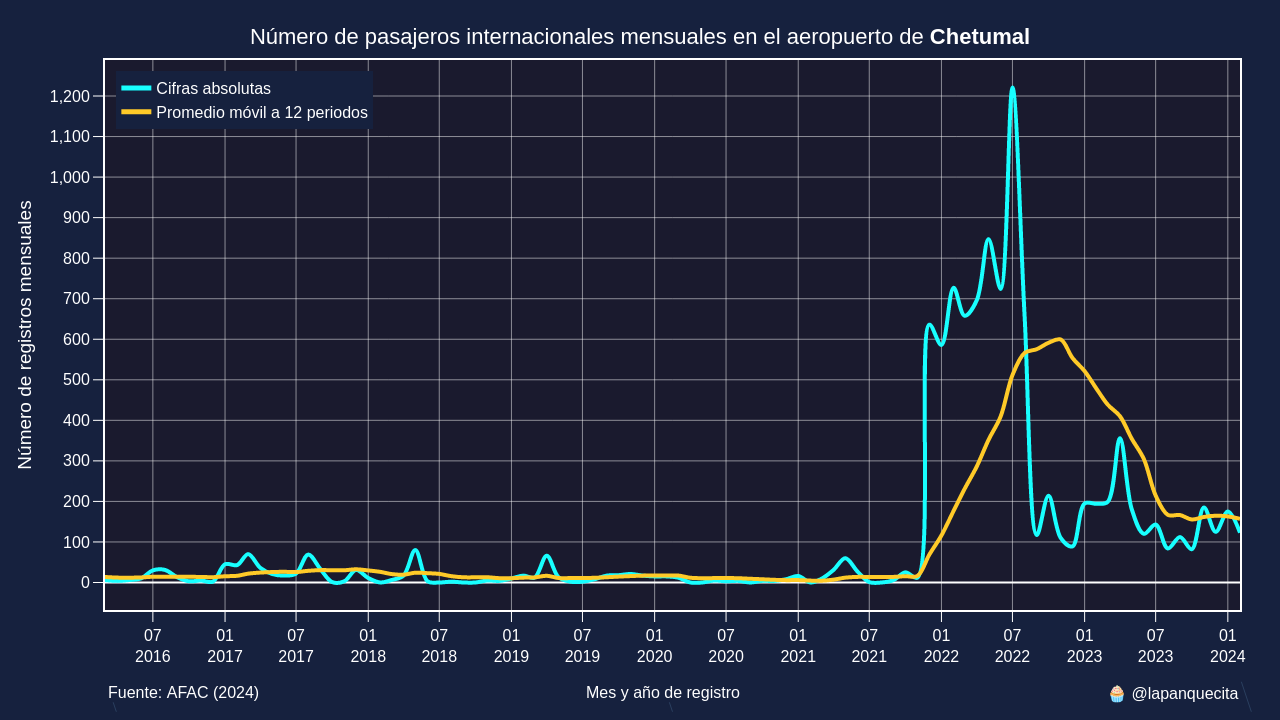 Número de pasajeros internacionales mensuales en el aeropuerto de Chetumal
Cifras absolutas
Promedio móvil a 12 periodos
Número de registros mensuales
1,200
1,100
1,000
900
800
700
600
500
400
300
200
100
0
07 01 07 01 07 01 07 01 07 01 07 01 07 01 07 01
2016 2017 2017 2018 2018 2019 2019 2020 2020 2021 2021 2022 2022 2023 2023 2024
Fuente: AFAC (2024)
Mes y año de registro
🧁 @lapanquecita